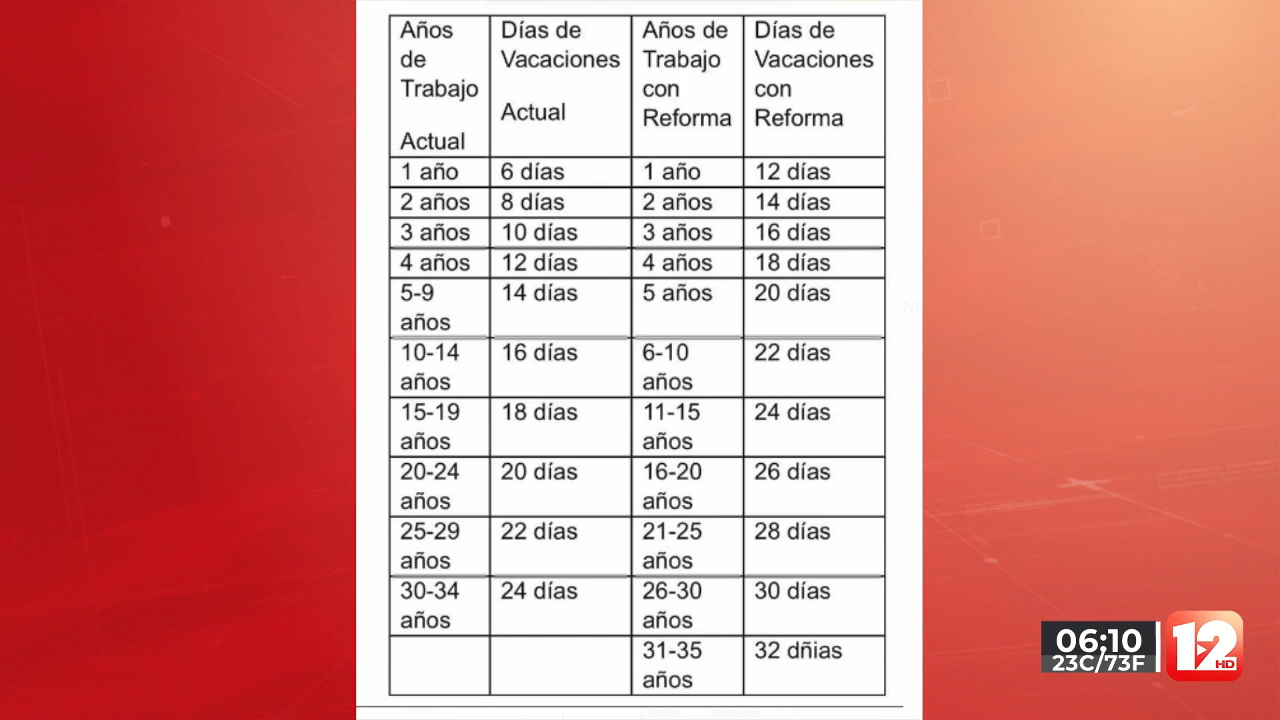 Años de Trabajo Actual | Días de Vacaciones Actual | Años de Trabajo con Reforma | Días de Vacaciones con Reforma
1 año | 6 días | 1 año | 12 días
2 años | 8 días | 2 años | 14 días
3 años | 10 días | 3 años | 16 días
4 años | 12 días | 4 años | 18 días
5-9 años | 14 días | 5 años | 20 días
10-14 años | 16 días | 6-10 años | 22 días
15-19 años | 18 días | 11-15 años | 24 días
20-24 años | 20 días | 16-20 años | 26 días
25-29 años | 22 días | 21-25 años | 28 días
30-34 años | 24 días | 26-30 años | 30 días
31-35 años | 32 dñias
06:10
23C/73F
12
HD